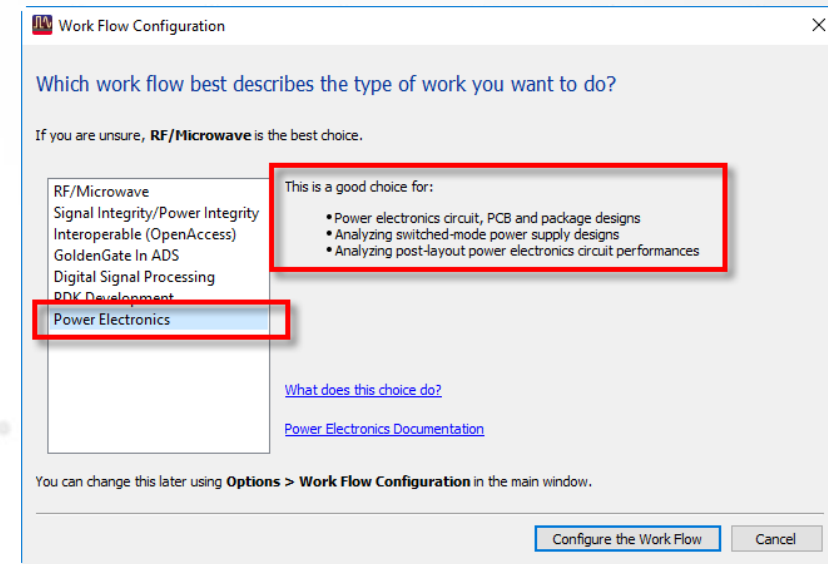 Work Flow Configuration
Which work flow best describes the type of work you want to do?
If you are unsure, RF/Microwave is the best choice.
RF/Microwave
Signal Integrity/Power Integrity
Interoperable (OpenAccess)
GoldenGate In ADS
Digital Signal Processing
PDK Development
Power Electronics
This is a good choice for:
•Power electronics circuit, PCB and package designs
•Analyzing switched-mode power supply designs
•Analyzing post-layout power electronics circuit performances
What does this choice do?
Power Electronics Documentation
You can change this later using Options > Work Flow Configuration in the main window.
Configure the Work Flow
Cancel